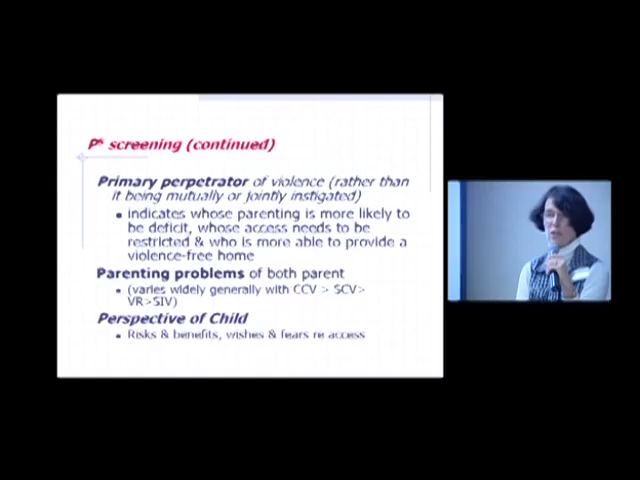 P⁵ screening (continued)
Primary perpetrator of violence (rather than
it being mutually or jointly instigated)
indicates whose parenting is more likely to
be deficit, whose access needs to be
restricted & who is more able to provide a
violence-free home
Parenting problems of both parent
(varies widely generally with CCV > SCV>
VR>SIV)
Perspective of Child
Risks & benefits, wishes & fears re access